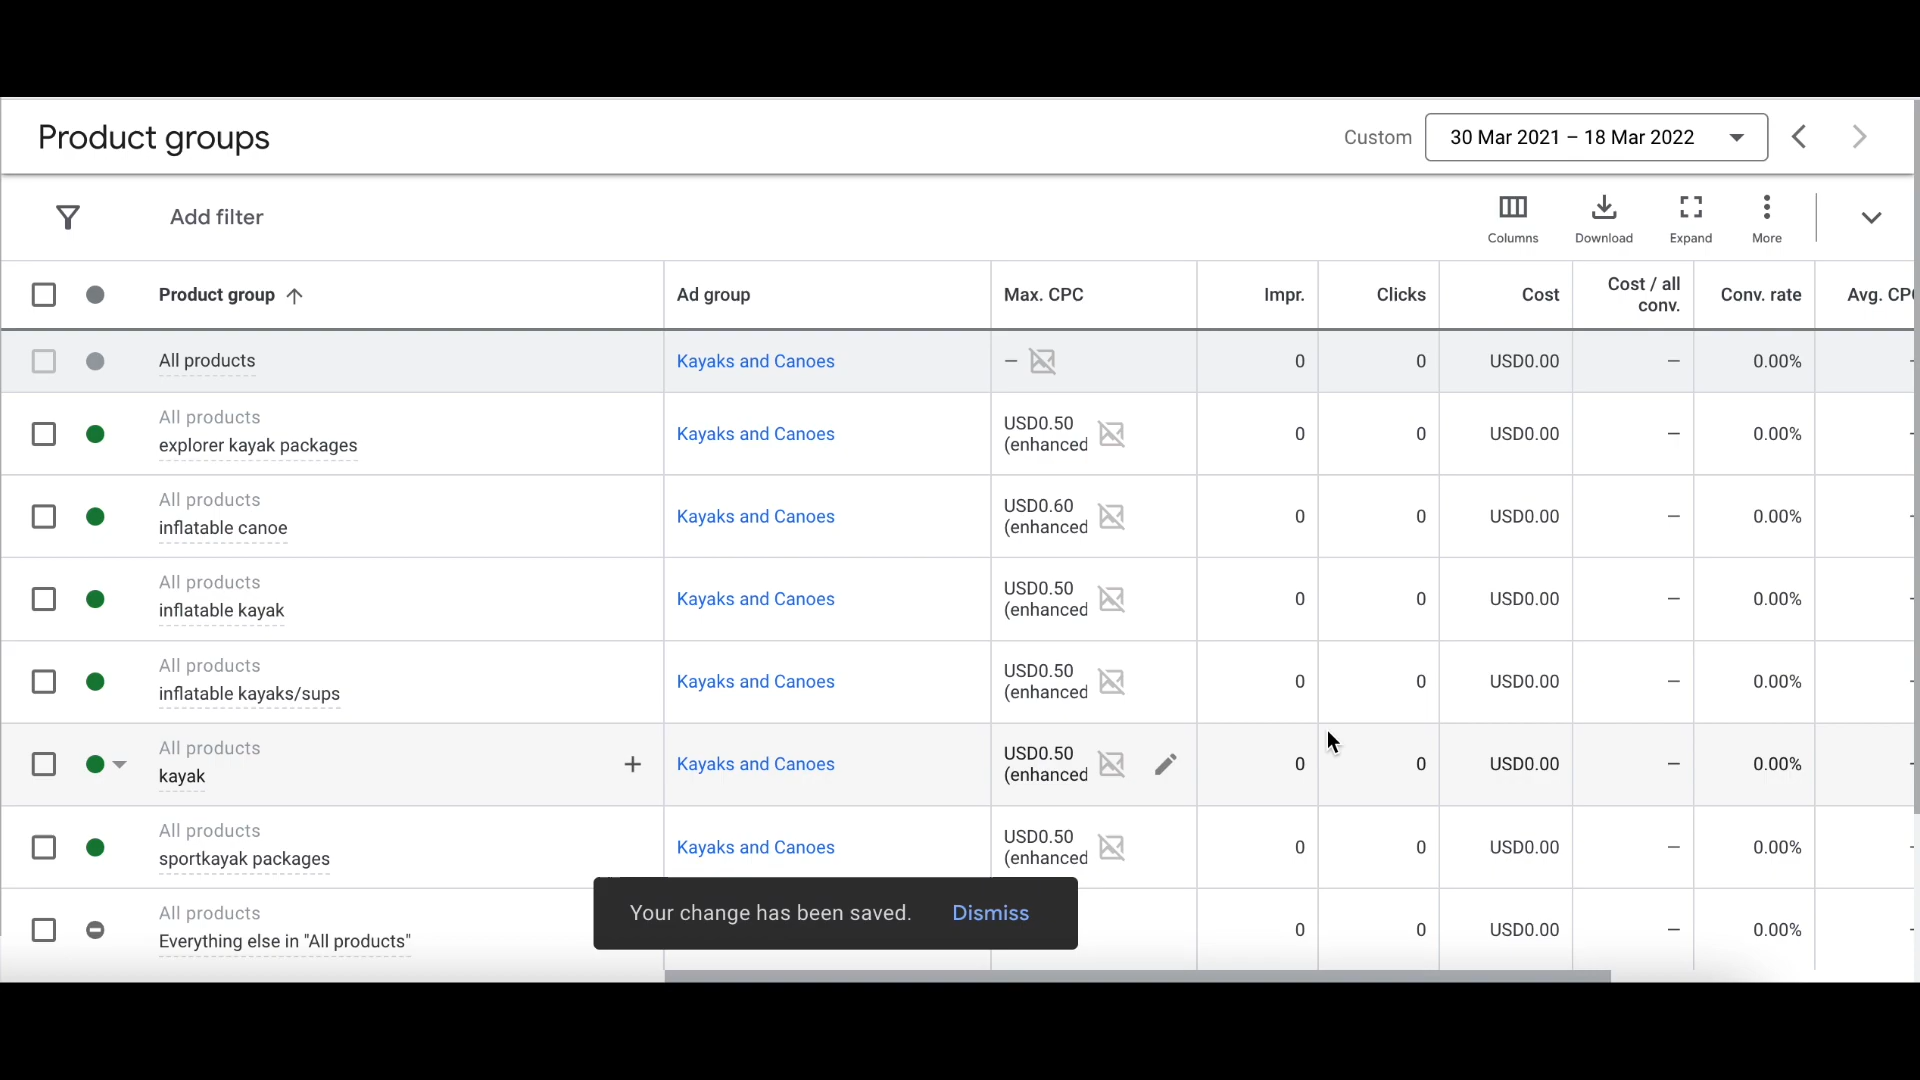 Product groups
Custom 30 Mar 2021 – 18 Mar 2022
Add filter
Columns Download Expand More
Product group Ad group Max. CPC Impr. Clicks Cost Cost / all conv. Conv. rate Avg. CP
All products Kayaks and Canoes — 0 0 USD0.00 — 0.00%
All products
explorer kayak packages Kayaks and Canoes USD0.50 (enhanced 0 0 USD0.00 — 0.00%
All products
inflatable canoe Kayaks and Canoes USD0.60 (enhanced 0 0 USD0.00 — 0.00%
All products
inflatable kayak Kayaks and Canoes USD0.50 (enhanced 0 0 USD0.00 — 0.00%
All products
inflatable kayaks/sups Kayaks and Canoes USD0.50 (enhanced 0 0 USD0.00 — 0.00%
All products
kayak Kayaks and Canoes USD0.50 (enhanced 0 0 USD0.00 — 0.00%
All products
sportkayak packages Kayaks and Canoes USD0.50 (enhanced 0 0 USD0.00 — 0.00%
All products
Everything else in "All products" 0 0 USD0.00 — 0.00%
Your change has been saved. Dismiss